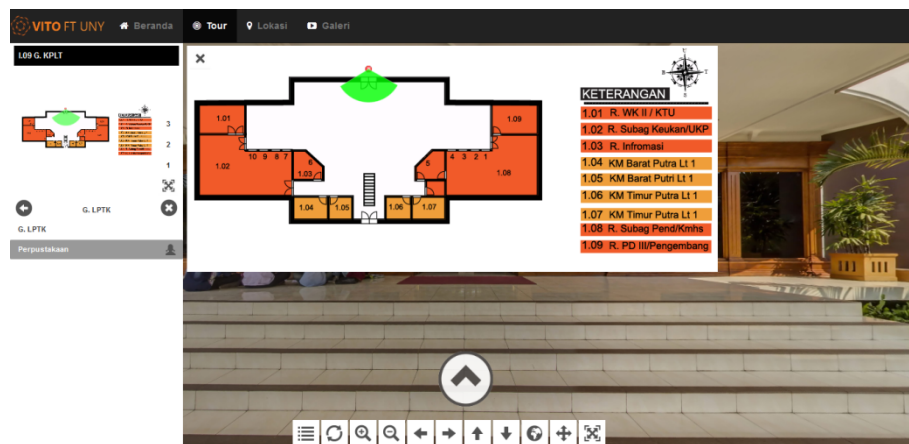 VITO FT UNY Beranda Tour Lokasi Galeri
I.09 G. KPLT
3
2
1
G. LPTK
G. LPTK
Perpustakaan
U
B T
S
1.01
1.09
1.02
10 9 8 7
6
1.03
5
4 3 2 1
1.08
1.04
1.05
1.06
1.07
KETERANGAN
1.01 R. WK II / KTU
1.02 R. Subag Keukan/UKP
1.03 R. Infromasi
1.04 KM Barat Putra Lt 1
1.05 KM Barat Putri Lt 1
1.06 KM Timur Putra Lt 1
1.07 KM Timur Putra Lt 1
1.08 R. Subag Pend/Kmhs
1.09 R. PD III/Pengembang